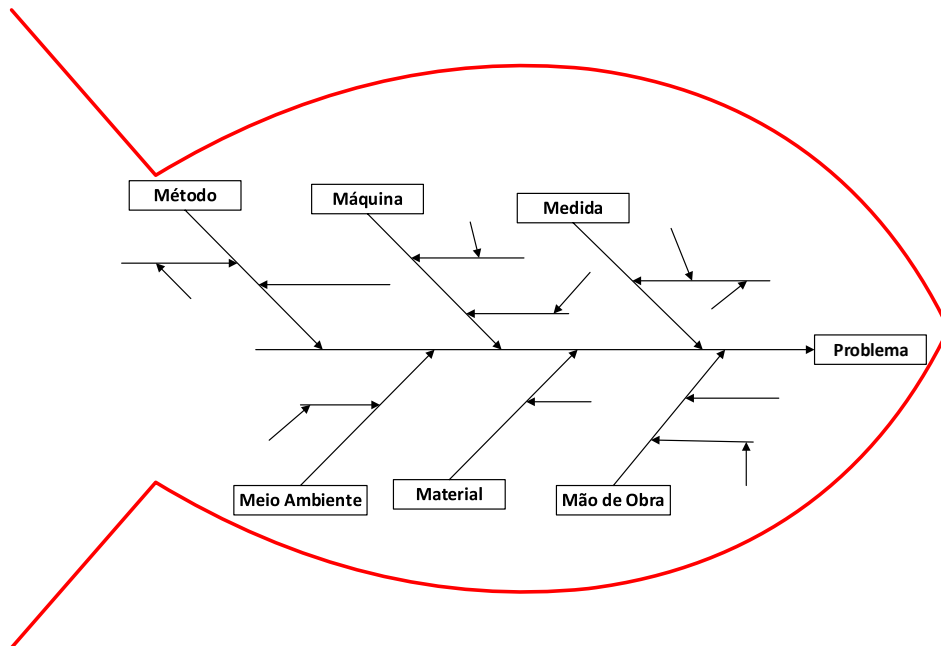 Método
Máquina
Medida
Problema
Meio Ambiente
Material
Mão de Obra